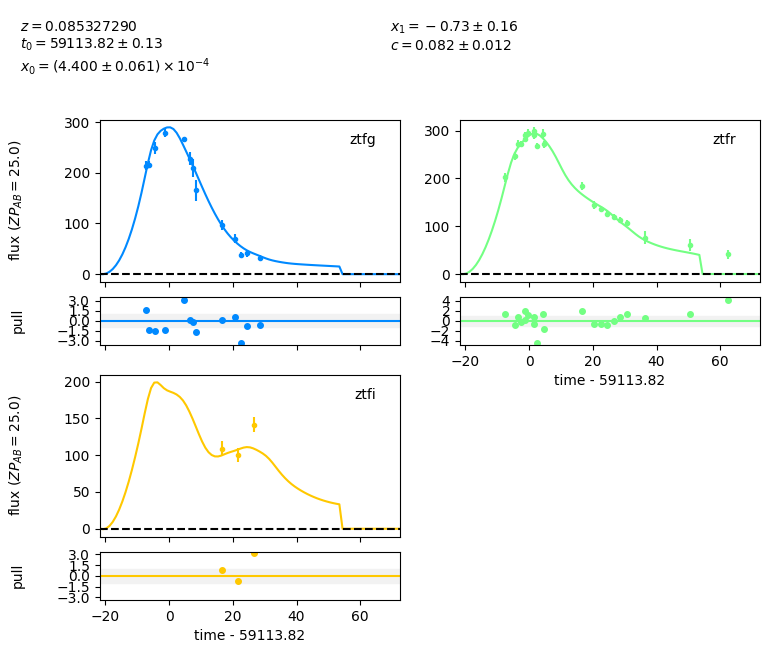 z = 0.085327290
t₀ = 59113.82 ± 0.13
x₀ = (4.400 ± 0.061) × 10⁻⁴
x₁ = −0.73 ± 0.16
c = 0.082 ± 0.012
ztfg
flux (ZP_AB = 25.0)
300
200
100
0
pull
3.0
1.5
0.0
−1.5
−3.0
ztfr
300
200
100
0
4
2
0
−2
−4
−20 0 20 40 60
time - 59113.82
ztfi
flux (ZP_AB = 25.0)
200
150
100
50
0
pull
3.0
1.5
0.0
−1.5
−3.0
−20 0 20 40 60
time - 59113.82